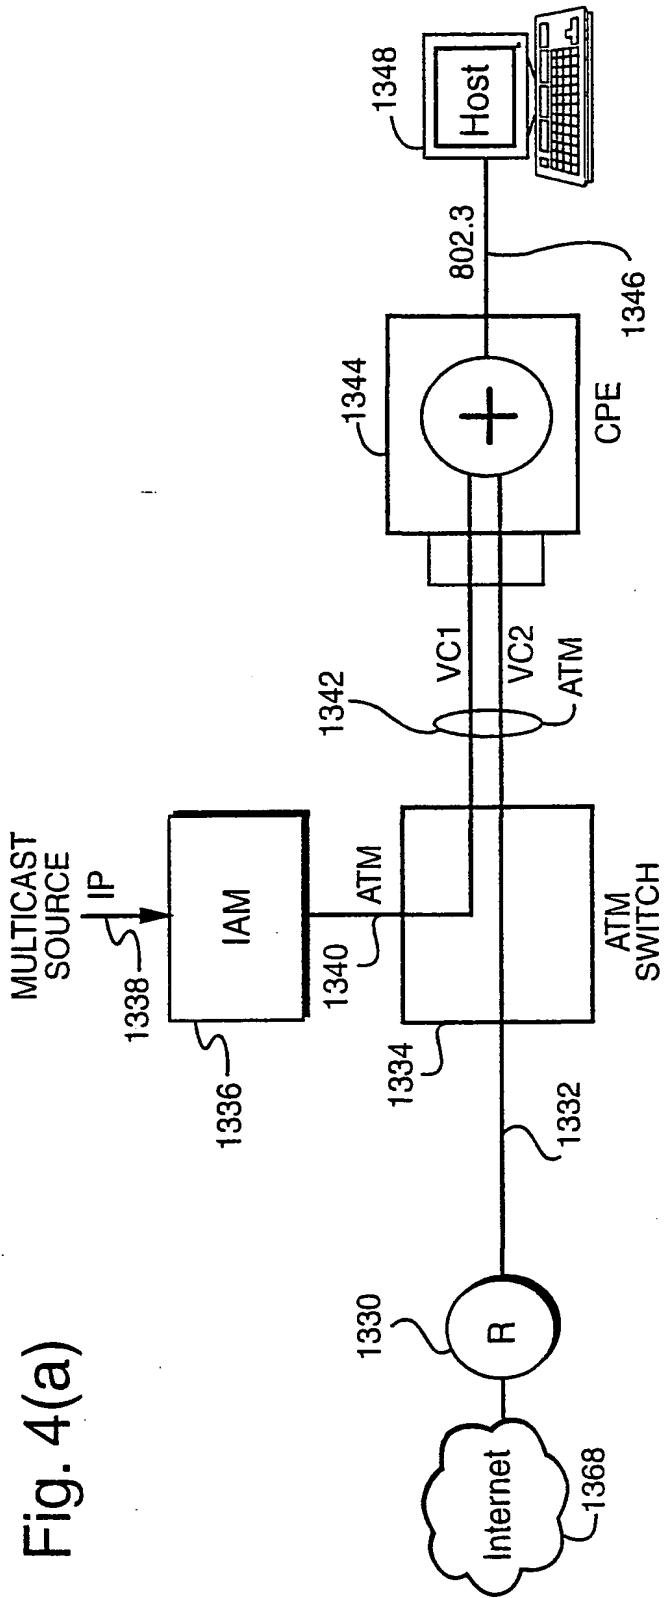 Fig. 4(a)
MULTICAST
SOURCE
IP
1338
IAM
1336
ATM
1340
1334
ATM
SWITCH
1332
1330
R
Internet
1368
1342
VC1
VC2
ATM
1344
CPE
802.3
1346
1348
Host